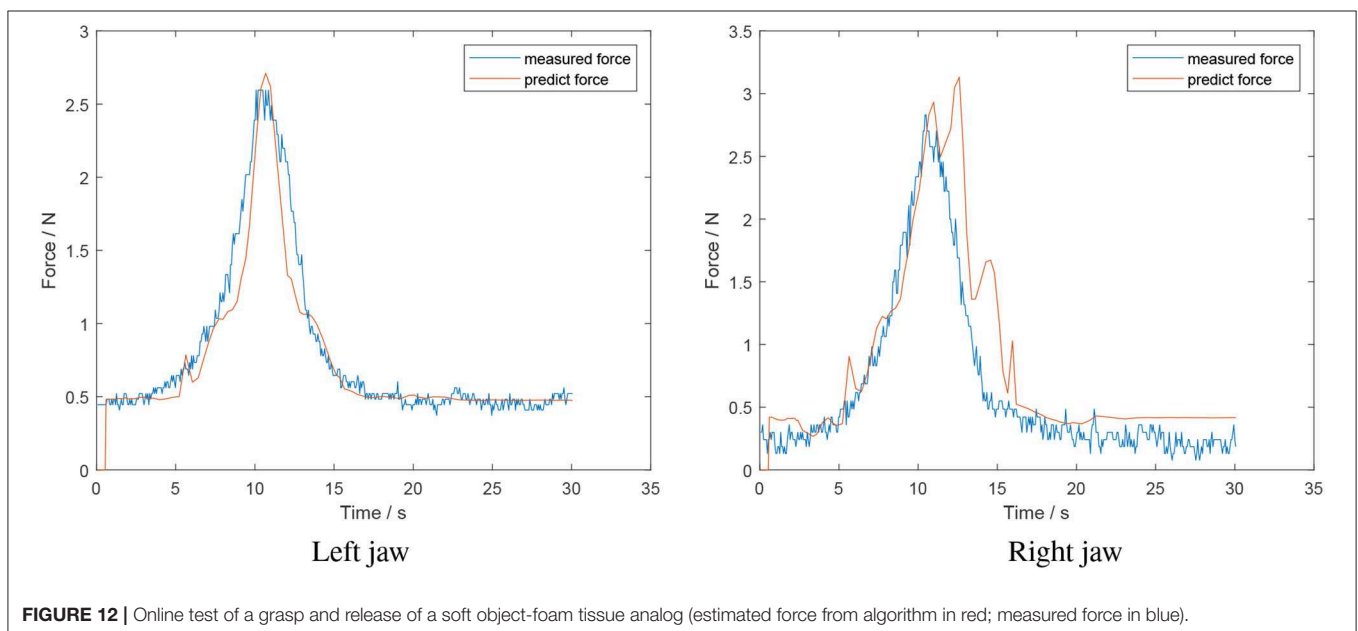 3
2.5
2
1.5
1
0.5
0
0 5 10 15 20 25 30 35
Force / N
Time / s
measured force
predict force
Left jaw
3.5
3
2.5
2
1.5
1
0.5
0
0 5 10 15 20 25 30 35
Force / N
Time / s
measured force
predict force
Right jaw
FIGURE 12 | Online test of a grasp and release of a soft object-foam tissue analog (estimated force from algorithm in red; measured force in blue).